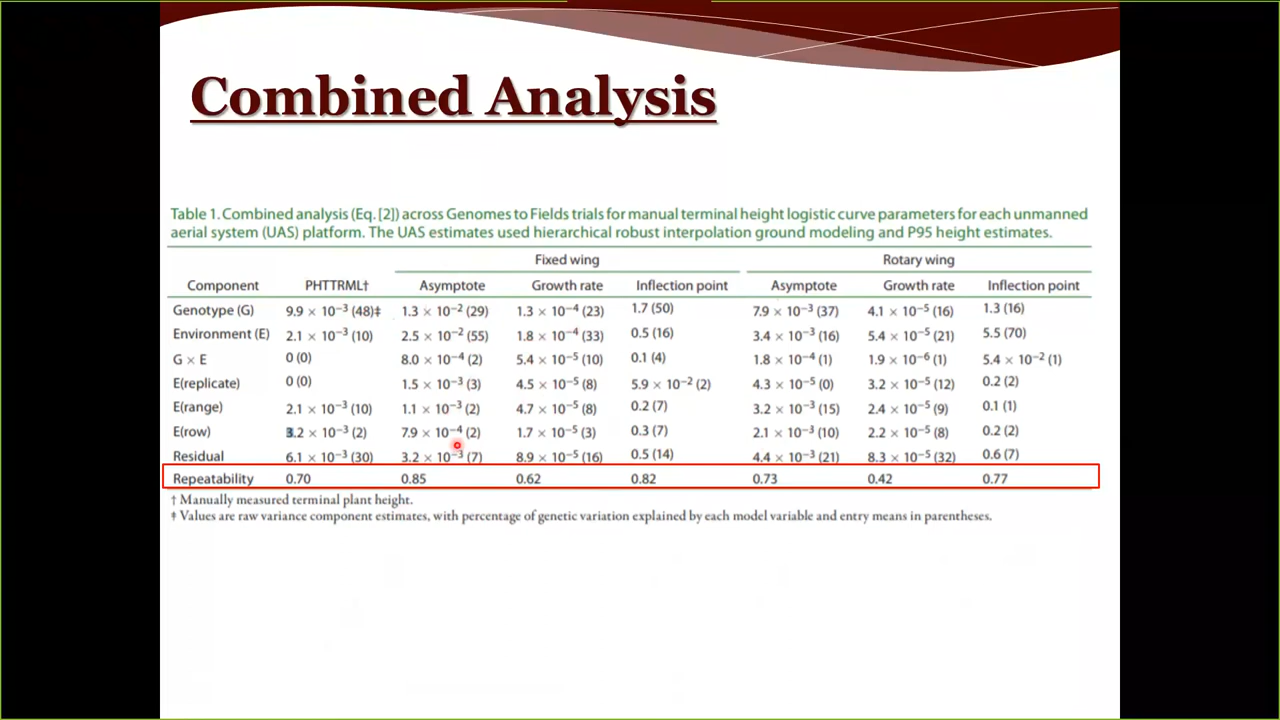 Combined Analysis
Table 1. Combined analysis (Eq. [2]) across Genomes to Fields trials for manual terminal height logistic curve parameters for each unmanned
aerial system (UAS) platform. The UAS estimates used hierarchical robust interpolation ground modeling and P95 height estimates.
Fixed wing Rotary wing
Component PHTTRML† Asymptote Growth rate Inflection point Asymptote Growth rate Inflection point
Genotype (G) 9.9 × 10⁻³ (48)‡ 1.3 × 10⁻² (29) 1.3 × 10⁻⁴ (23) 1.7 (50) 7.9 × 10⁻³ (37) 4.1 × 10⁻⁵ (16) 1.3 (16)
Environment (E) 2.1 × 10⁻³ (10) 2.5 × 10⁻² (55) 1.8 × 10⁻⁴ (33) 0.5 (16) 3.4 × 10⁻³ (16) 5.4 × 10⁻⁵ (21) 5.5 (70)
G × E 0 (0) 8.0 × 10⁻⁴ (2) 5.4 × 10⁻⁵ (10) 0.1 (4) 1.8 × 10⁻⁴ (1) 1.9 × 10⁻⁶ (1) 5.4 × 10⁻² (1)
E(replicate) 0 (0) 1.5 × 10⁻³ (3) 4.5 × 10⁻⁵ (8) 5.9 × 10⁻² (2) 4.3 × 10⁻⁵ (0) 3.2 × 10⁻⁵ (12) 0.2 (2)
E(range) 2.1 × 10⁻³ (10) 1.1 × 10⁻³ (2) 4.7 × 10⁻⁵ (8) 0.2 (7) 3.2 × 10⁻³ (15) 2.4 × 10⁻⁵ (9) 0.1 (1)
E(row) 3.2 × 10⁻³ (2) 7.9 × 10⁻⁴ (2) 1.7 × 10⁻⁵ (3) 0.3 (7) 2.1 × 10⁻³ (10) 2.2 × 10⁻⁵ (8) 0.2 (2)
Residual 6.1 × 10⁻³ (30) 3.2 × 10⁻³ (7) 8.9 × 10⁻⁵ (16) 0.5 (14) 4.4 × 10⁻³ (21) 8.3 × 10⁻⁵ (32) 0.6 (7)
Repeatability 0.70 0.85 0.62 0.82 0.73 0.42 0.77
† Manually measured terminal plant height.
‡ Values are raw variance component estimates, with percentage of genetic variation explained by each model variable and entry means in parentheses.